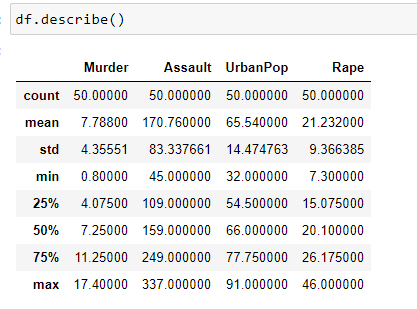 df.describe()
Murder Assault UrbanPop Rape
count 50.00000 50.000000 50.000000 50.000000
mean 7.78800 170.760000 65.540000 21.232000
std 4.35551 83.337661 14.474763 9.366385
min 0.80000 45.000000 32.000000 7.300000
25% 4.07500 109.000000 54.500000 15.075000
50% 7.25000 159.000000 66.000000 20.100000
75% 11.25000 249.000000 77.750000 26.175000
max 17.40000 337.000000 91.000000 46.000000